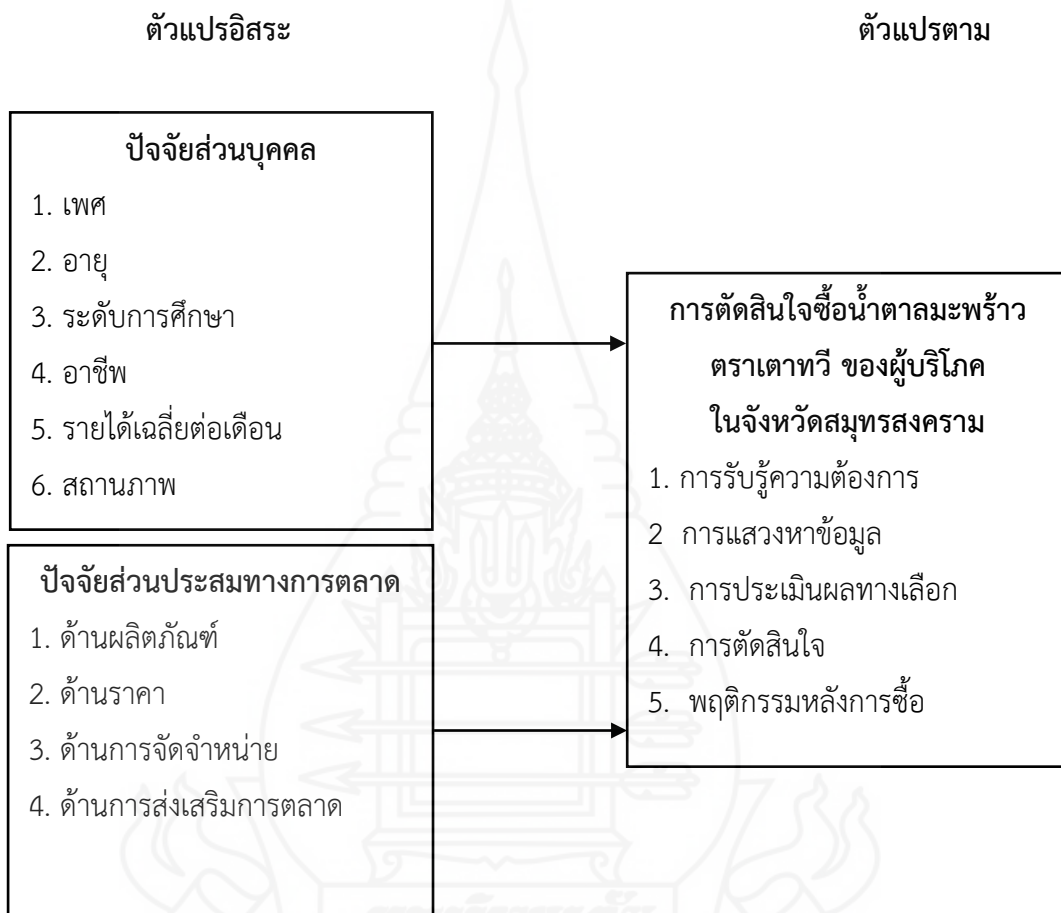 ตัวแปรอิสระ
ตัวแปรตาม
ปัจจัยส่วนบุคคล
1. เพศ
2. อายุ
3. ระดับการศึกษา
4. อาชีพ
5. รายได้เฉลี่ยต่อเดือน
6. สถานภาพ
ปัจจัยส่วนประสมทางการตลาด
1. ด้านผลิตภัณฑ์
2. ด้านราคา
3. ด้านการจัดจำหน่าย
4. ด้านการส่งเสริมการตลาด
การตัดสินใจซื้อน้ำตาลมะพร้าว
ตราเตาทวี ของผู้บริโภค
ในจังหวัดสมุทรสงคราม
1. การรับรู้ความต้องการ
2 การแสวงหาข้อมูล
3. การประเมินผลทางเลือก
4. การตัดสินใจ
5. พฤติกรรมหลังการซื้อ